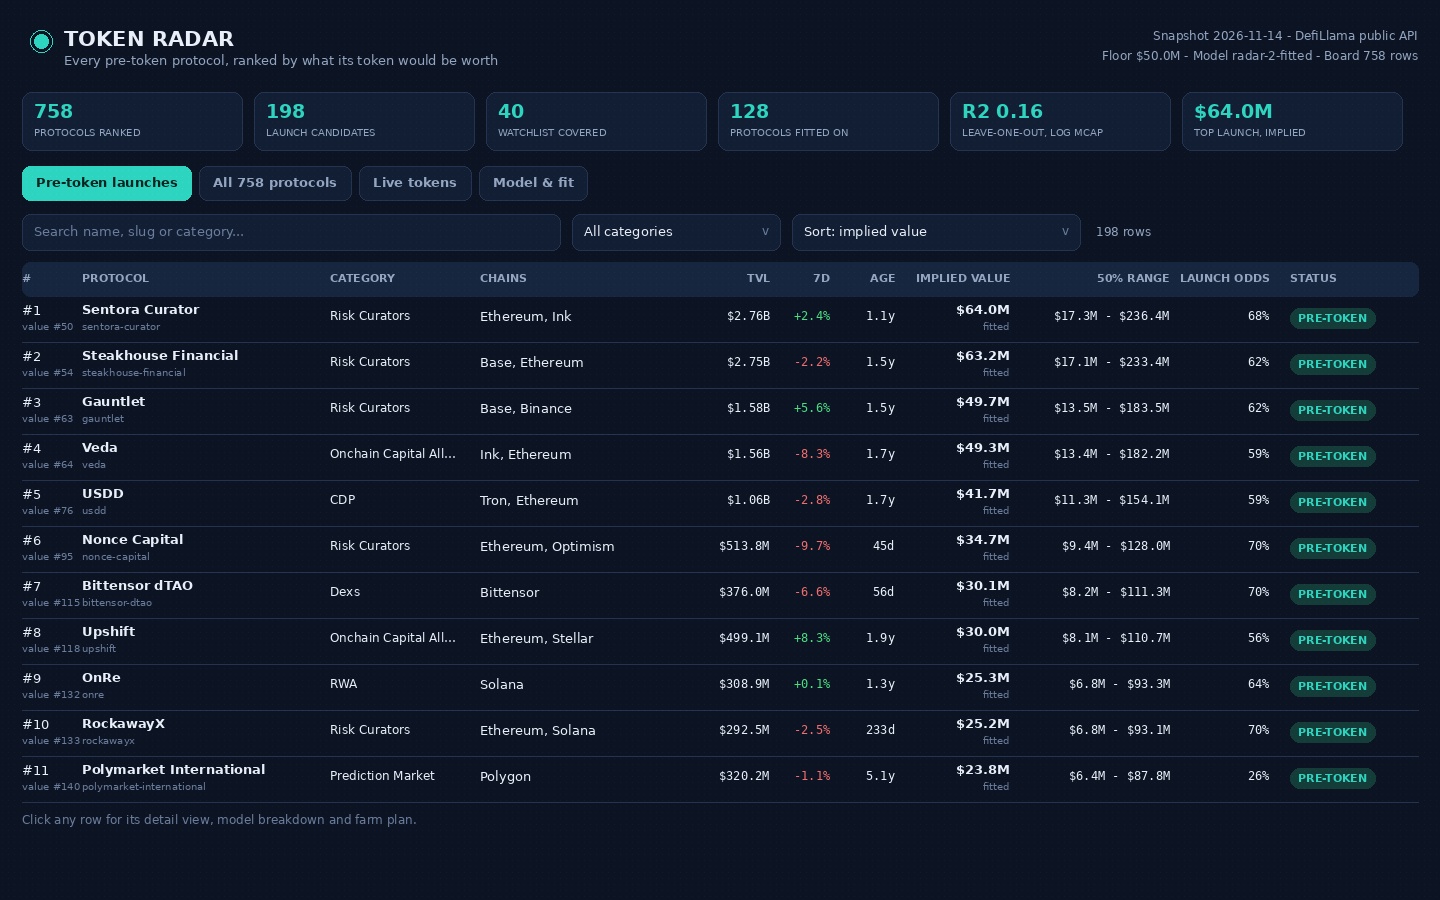 TOKEN RADAR
Every pre-token protocol, ranked by what its token would be worth
Snapshot 2026-11-14 - DefiLlama public API
Floor $50.0M - Model radar-2-fitted - Board 758 rows
758
PROTOCOLS RANKED
198
LAUNCH CANDIDATES
40
WATCHLIST COVERED
128
PROTOCOLS FITTED ON
R2 0.16
LEAVE-ONE-OUT, LOG MCAP
$64.0M
TOP LAUNCH, IMPLIED
Pre-token launches All 758 protocols Live tokens Model & fit
Search name, slug or category... All categories v Sort: implied value v 198 rows
# PROTOCOL CATEGORY CHAINS TVL 7D AGE IMPLIED VALUE 50% RANGE LAUNCH ODDS STATUS
#1 Sentora Curator Risk Curators Ethereum, Ink $2.76B +2.4% 1.1y $64.0M $17.3M - $236.4M 68% PRE-TOKEN
value #50 sentora-curator fitted
#2 Steakhouse Financial Risk Curators Base, Ethereum $2.75B -2.2% 1.5y $63.2M $17.1M - $233.4M 62% PRE-TOKEN
value #54 steakhouse-financial fitted
#3 Gauntlet Risk Curators Base, Binance $1.58B +5.6% 1.5y $49.7M $13.5M - $183.5M 62% PRE-TOKEN
value #63 gauntlet fitted
#4 Veda Onchain Capital All... Ink, Ethereum $1.56B -8.3% 1.7y $49.3M $13.4M - $182.2M 59% PRE-TOKEN
value #64 veda fitted
#5 USDD CDP Tron, Ethereum $1.06B -2.8% 1.7y $41.7M $11.3M - $154.1M 59% PRE-TOKEN
value #76 usdd fitted
#6 Nonce Capital Risk Curators Ethereum, Optimism $513.8M -9.7% 45d $34.7M $9.4M - $128.0M 70% PRE-TOKEN
value #95 nonce-capital fitted
#7 Bittensor dTAO Dexs Bittensor $376.0M -6.6% 56d $30.1M $8.2M - $111.3M 70% PRE-TOKEN
value #115 bittensor-dtao fitted
#8 Upshift Onchain Capital All... Ethereum, Stellar $499.1M +8.3% 1.9y $30.0M $8.1M - $110.7M 56% PRE-TOKEN
value #118 upshift fitted
#9 OnRe RWA Solana $308.9M +0.1% 1.3y $25.3M $6.8M - $93.3M 64% PRE-TOKEN
value #132 onre fitted
#10 RockawayX Risk Curators Ethereum, Solana $292.5M -2.5% 233d $25.2M $6.8M - $93.1M 70% PRE-TOKEN
value #133 rockawayx fitted
#11 Polymarket International Prediction Market Polygon $320.2M -1.1% 5.1y $23.8M $6.4M - $87.8M 26% PRE-TOKEN
value #140 polymarket-international fitted
Click any row for its detail view, model breakdown and farm plan.